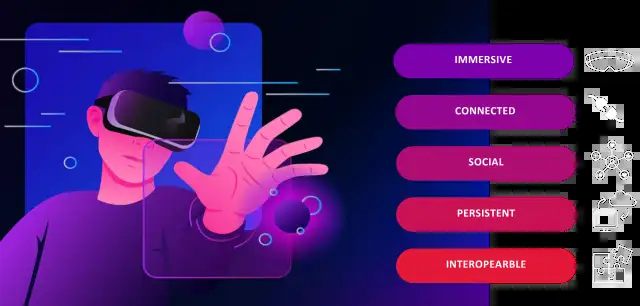 IMMERSIVE
CONNECTED
SOCIAL
PERSISTENT
INTEROPEARBLE